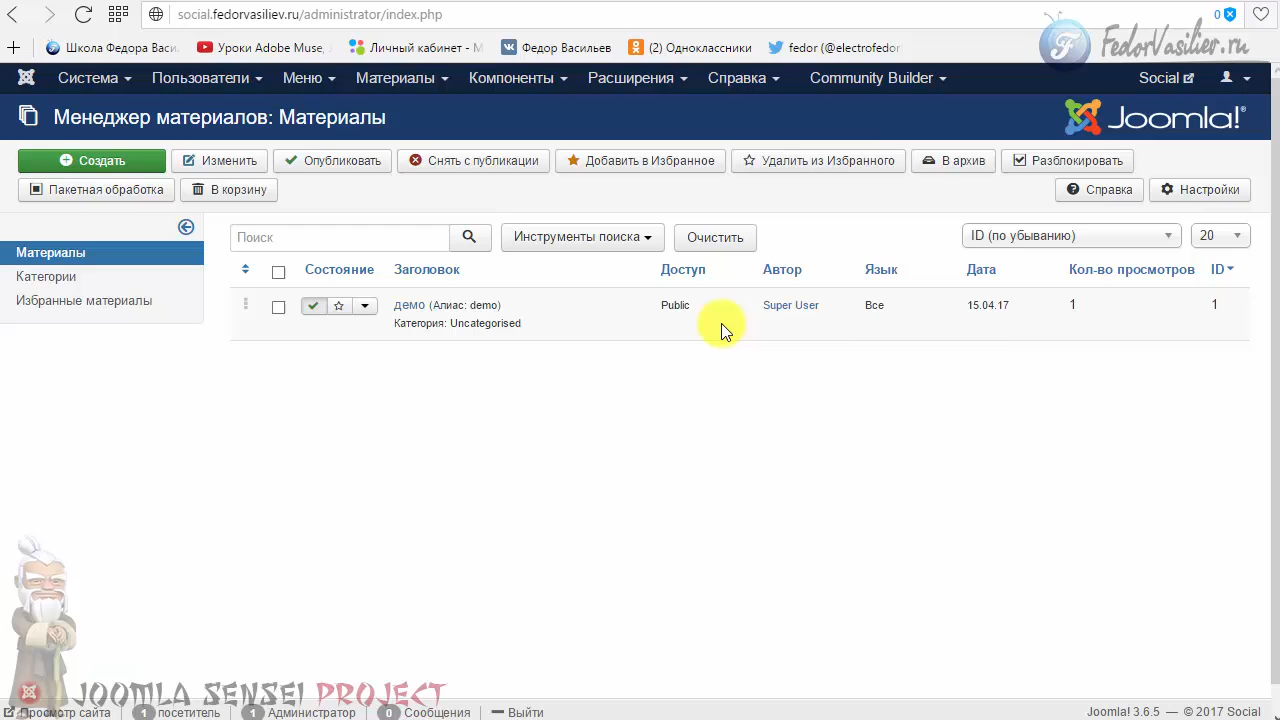 social.fedorvasiliev.ru/administrator/index.php
0
Школа Федора Васи.
Уроки Adobe Muse,
Личный кабинет - М
Федор Васильев
(2) Одноклассники
fedor (@electrofedor
FedorVasiliev.ru
Система
Пользователи
Меню
Материалы
Компоненты
Расширения
Справка
Community Builder
Social
Менеджер материалов: Материалы
Joomla!®
Создать
Изменить
Опубликовать
Снять с публикации
Добавить в Избранное
Удалить из Избранного
В архив
Разблокировать
Пакетная обработка
В корзину
Справка
Настройки
Материалы
Категории
Избранные материалы
Поиск
Инструменты поиска
Очистить
ID (по убыванию)
20
Состояние
Заголовок
Доступ
Автор
Язык
Дата
Кол-во просмотров
ID
демо (Алиас: demo)
Категория: Uncategorised
Public
Super User
Все
15.04.17
1
1
JOOMLA SENSEI PROJECT
Просмотр сайта
1 посетитель
1 Администратор
0 Сообщения
Выйти
Joomla! 3.6.5 — © 2017 Social